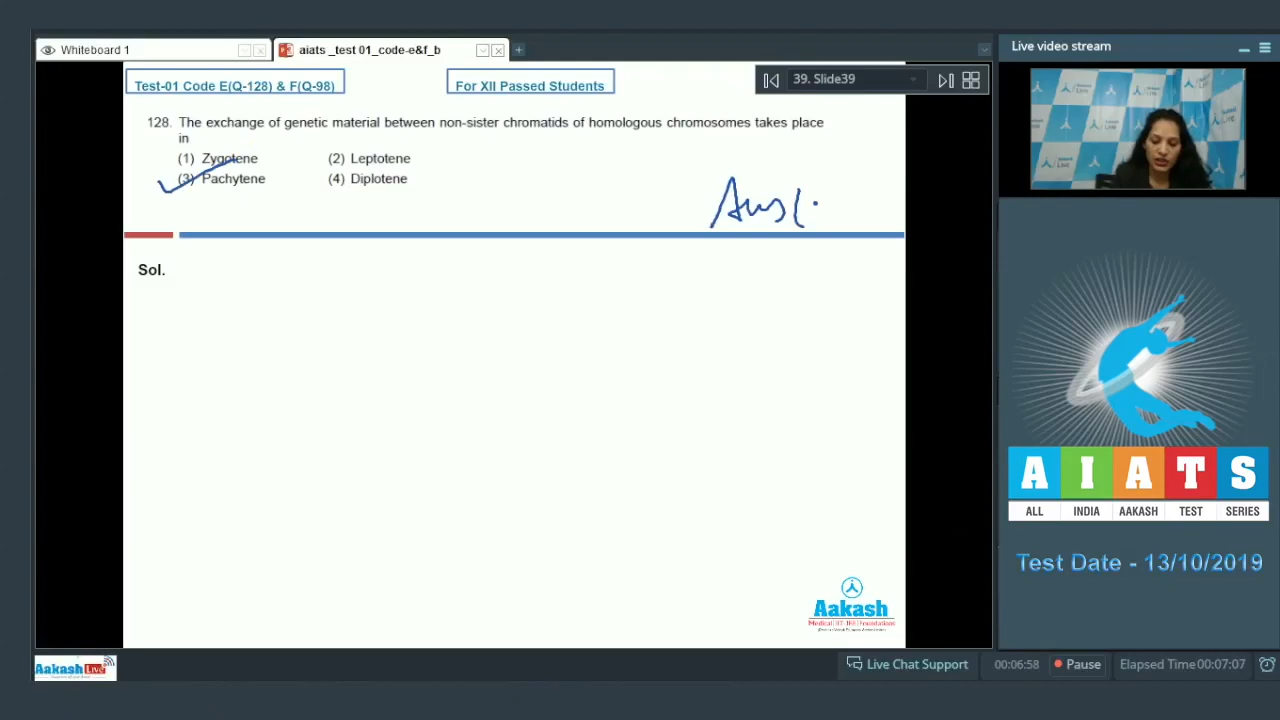 Whiteboard 1
aiats _test 01_code-e&f_b
Live video stream
Test-01 Code E(Q-128) & F(Q-98)
For XII Passed Students
39. Slide39
128. The exchange of genetic material between non-sister chromatids of homologous chromosomes takes place
in
(1) Zygotene (2) Leptotene
(3) Pachytene (4) Diplotene
Ans (
Sol.
Aakash
Medical|IIT-JEE|Foundations
A I A T S
ALL INDIA AAKASH TEST SERIES
Test Date - 13/10/2019
Aakash Live
Live Chat Support
00:06:58
Pause
Elapsed Time 00:07:07